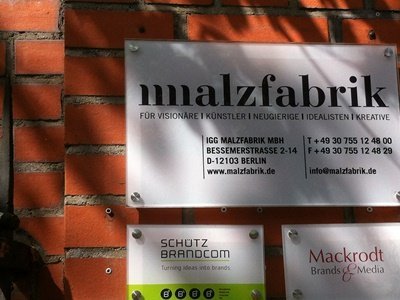 malzfabrik
FÜR VISIONÄRE | KÜNSTLER | NEUGIERIGE | IDEALISTEN | KREATIVE
IGG MALZFABRIK MBH
BESSEMERSTRASSE 2-14
D-12103 BERLIN
www.malzfabrik.de
T +49 30 755 12 48 00
F +49 30 755 12 48 29
info@malzfabrik.de
SCHÜTZ
BRANDCOM
Turning ideas into brands
Mackrodt
Brands & Media